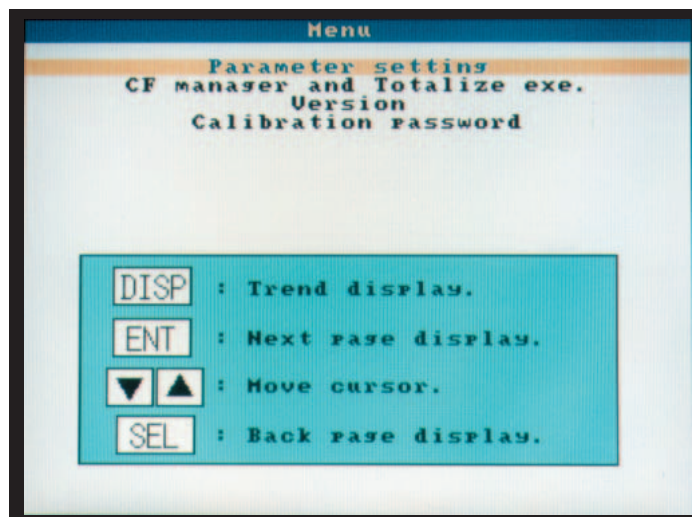 Menu
Parameter setting
CF manager and Totalize exe.
Version
Calibration password
DISP : Trend display.
ENT : Next page display.
▼ ▲ : Move cursor.
SEL : Back page display.